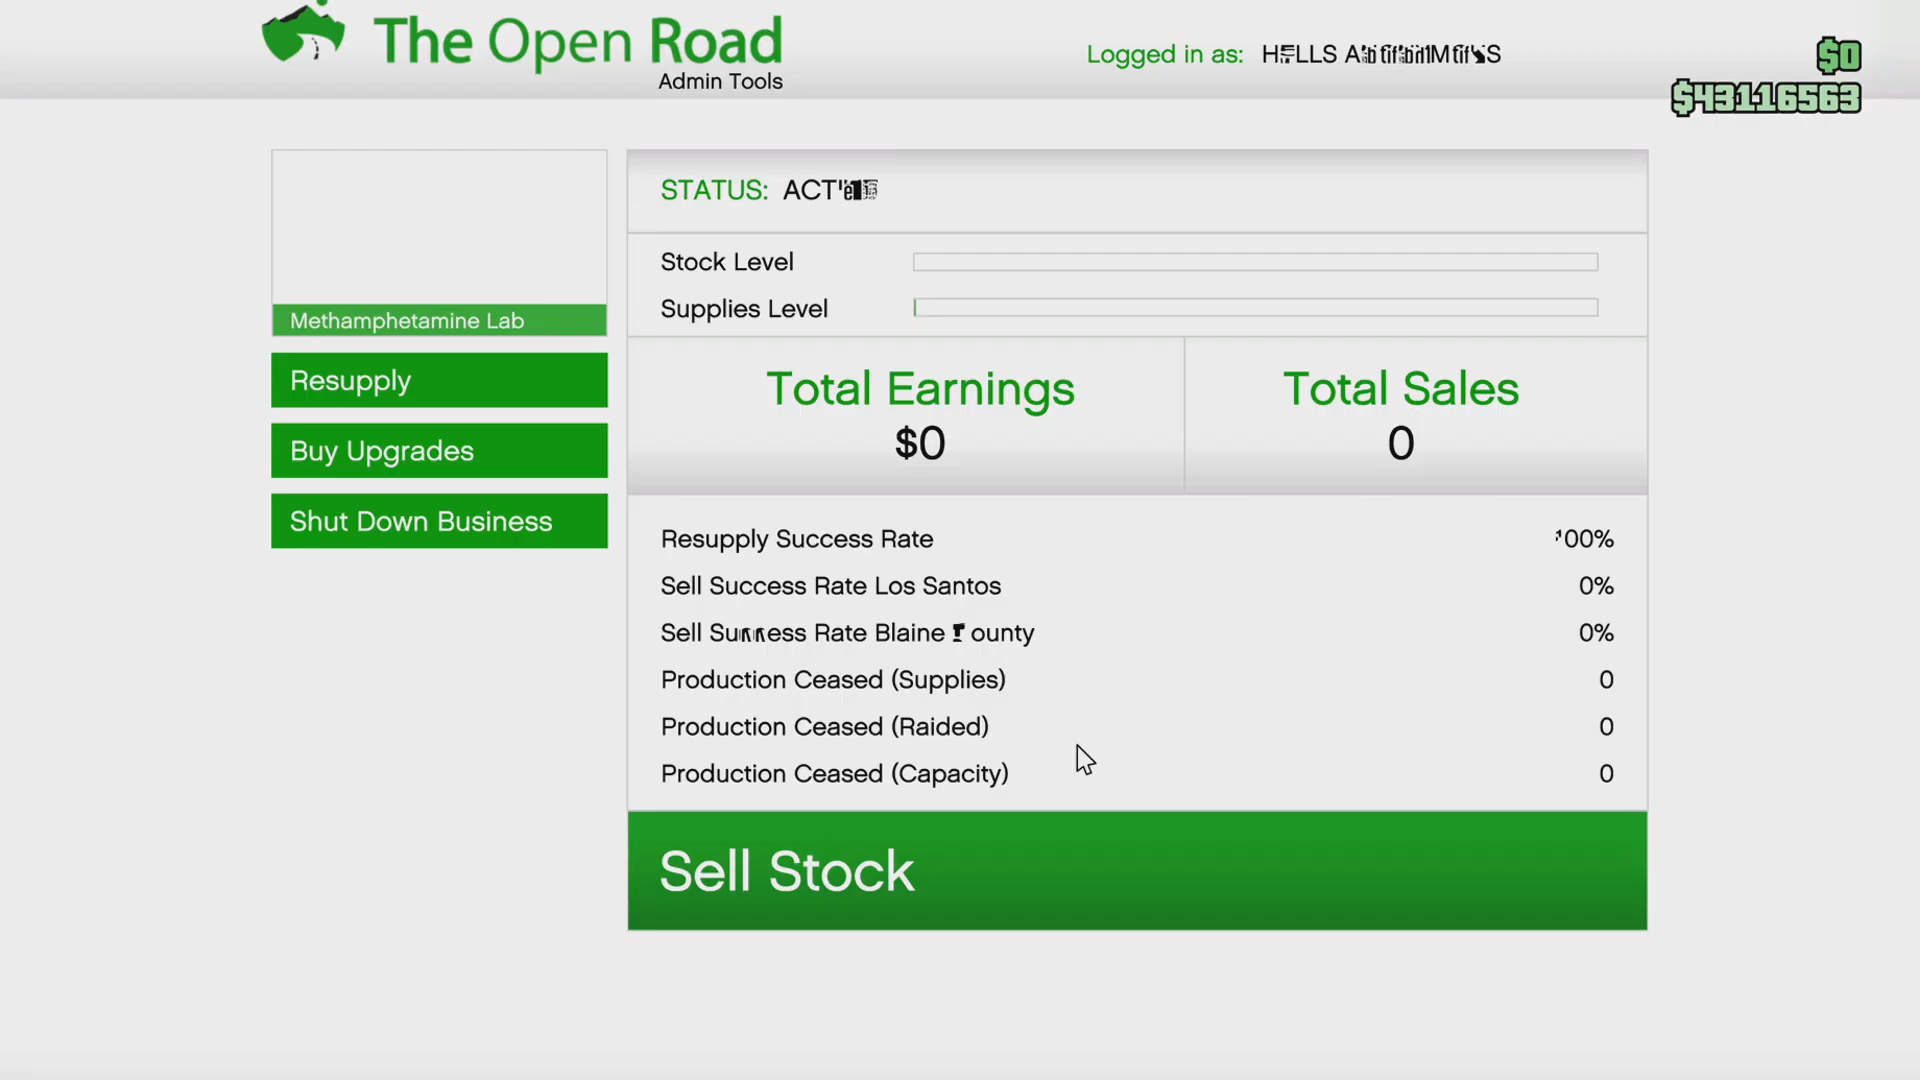 The Open Road
Admin Tools
Logged in as:
$0
$43116563
STATUS:
Stock Level
Supplies Level
Methamphetamine Lab
Resupply
Buy Upgrades
Shut Down Business
Total Earnings
$0
Total Sales
0
Resupply Success Rate
Sell Success Rate Los Santos 0%
Sell Rate Blaine 0%
Production Ceased (Supplies) 0
Production Ceased (Raided) 0
Production Ceased (Capacity) 0
Sell Stock